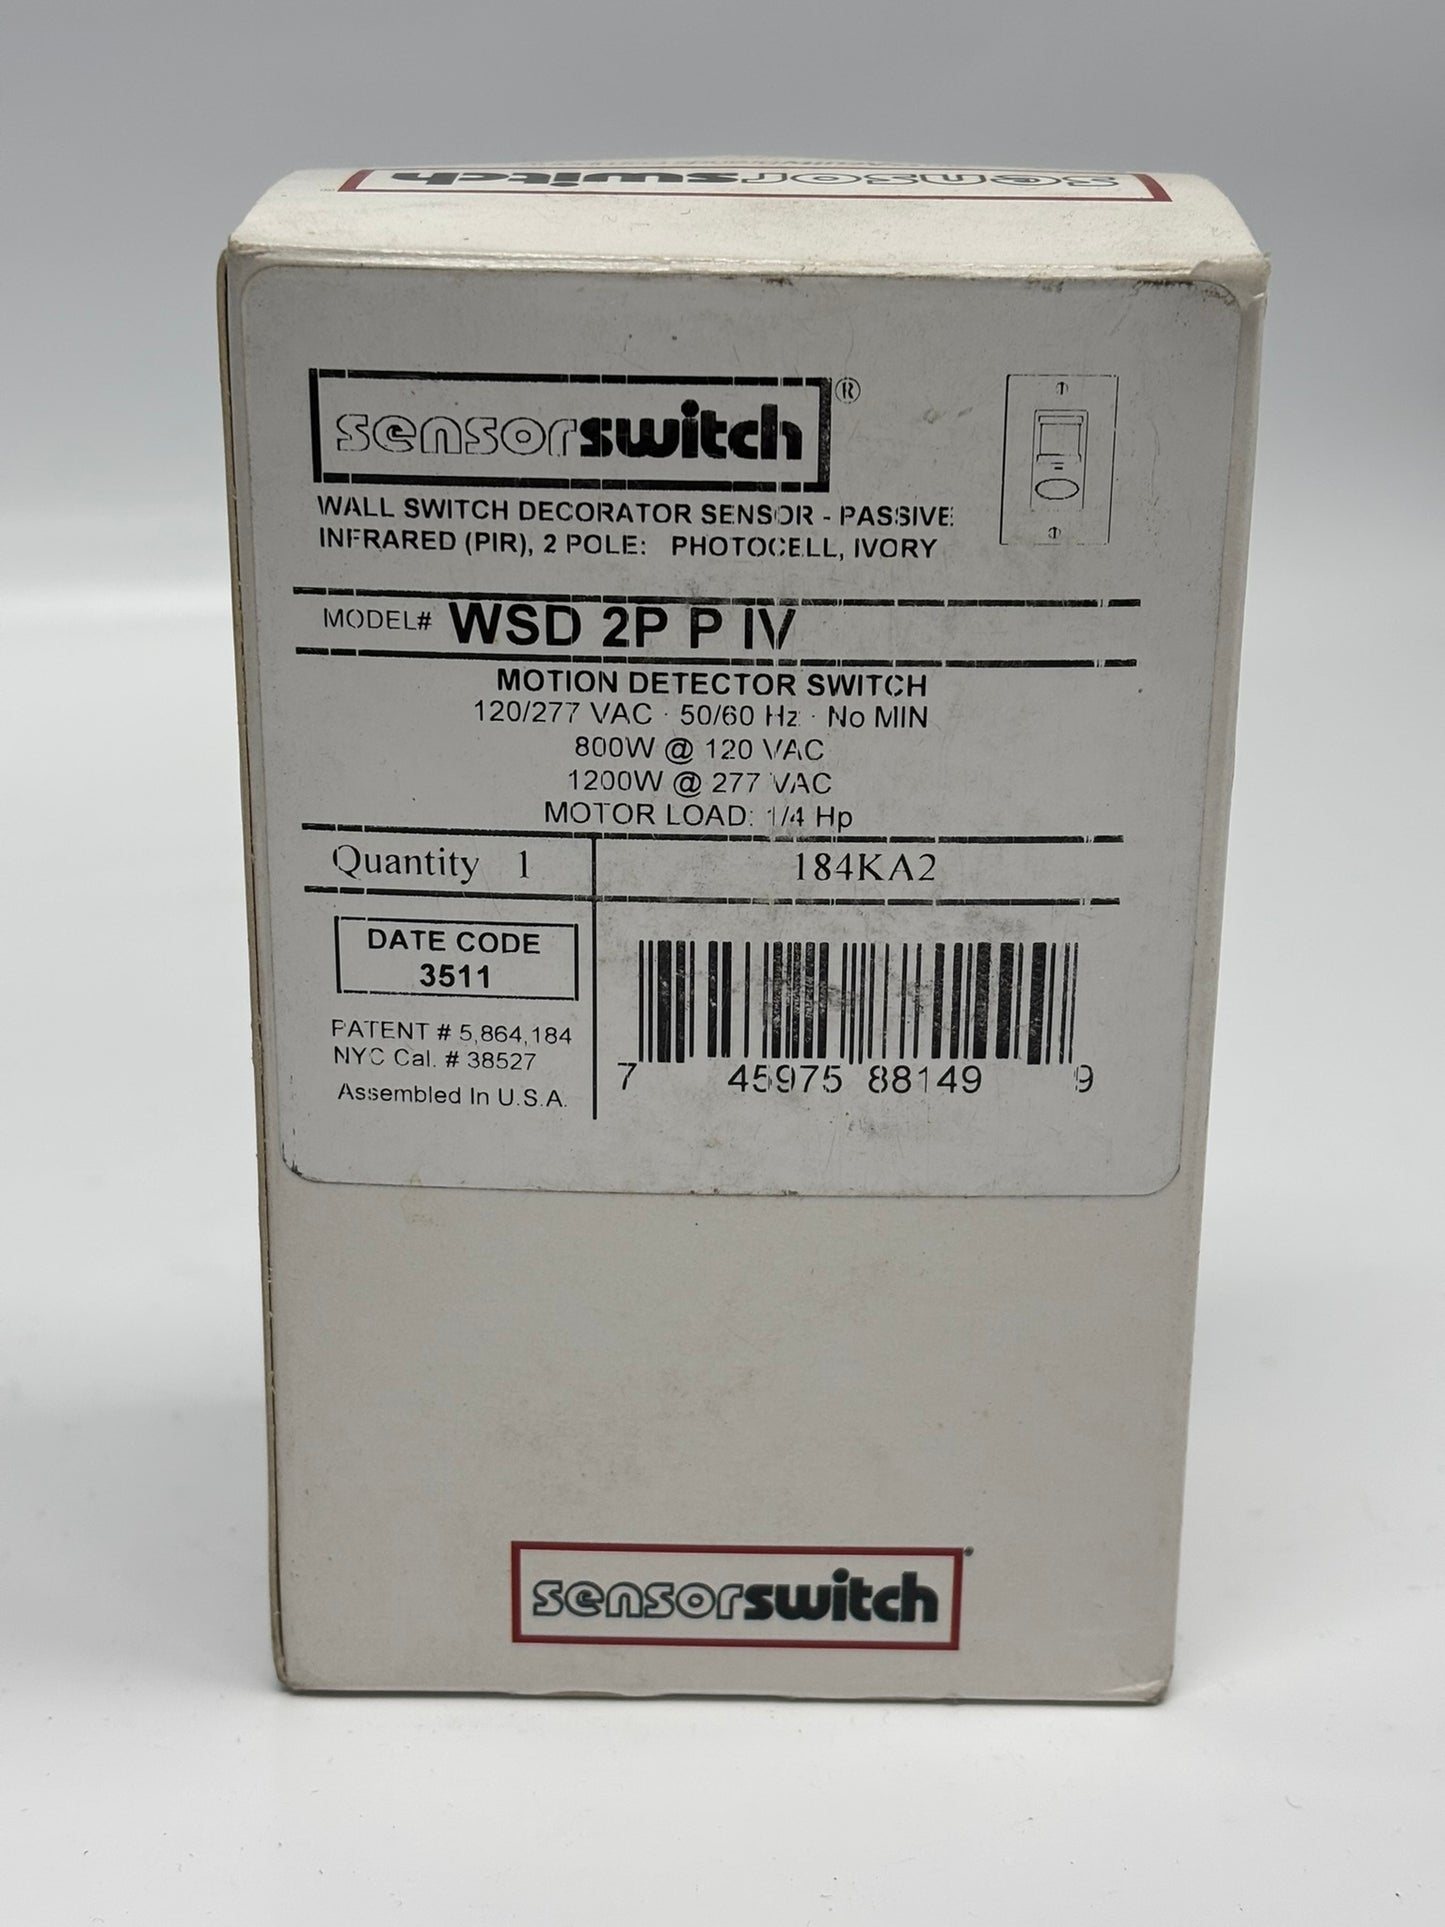 sensorswitch
sensorswitch®
WALL SWITCH DECORATOR SENSOR - PASSIVE
INFRARED (PIR), 2 POLE: PHOTOCELL, IVORY
MODEL# WSD 2P P IV
MOTION DETECTOR SWITCH
120/277 VAC · 50/60 Hz · No MIN
800W @ 120 VAC
1200W @ 277 VAC
MOTOR LOAD: 1/4 Hp
Quantity 1
184KA2
DATE CODE
3511
PATENT # 5,864,184
NYC Cal. # 38527
Assembled In U.S.A.
7 45975 88149 9
sensorswitch